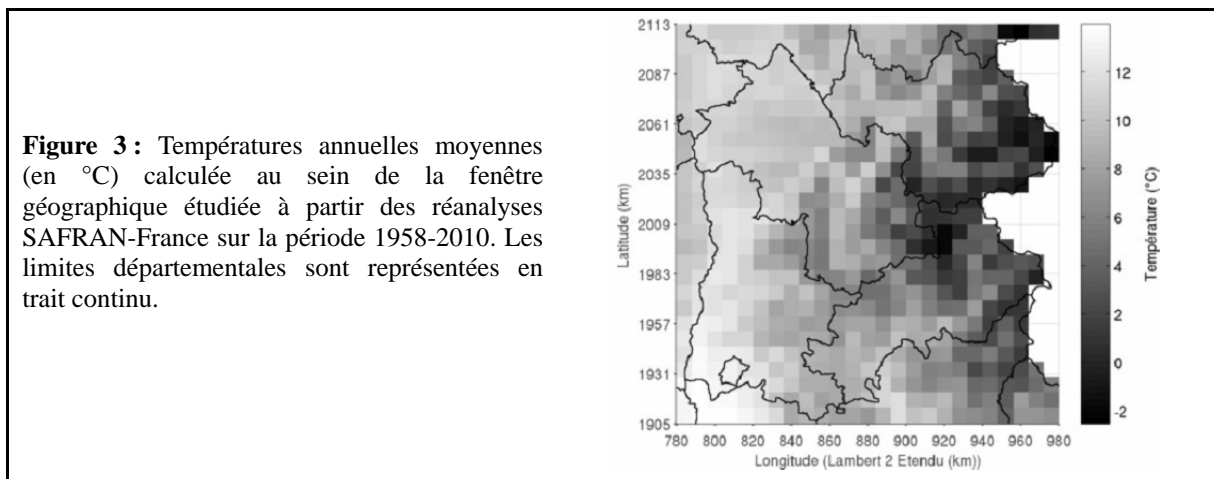 Figure 3 : Températures annuelles moyennes
(en °C) calculée au sein de la fenêtre
géographique étudiée à partir des réanalyses
SAFRAN-France sur la période 1958-2010. Les
limites départementales sont représentées en
trait continu.
2113
2087
2061
2035
2009
1983
1957
1931
1905
Latitude (km)
780 800 820 840 860 880 900 920 940 960 980
Longitude (Lambert 2 Etendu (km))
12
10
8
6
4
2
0
-2
Température (°C)